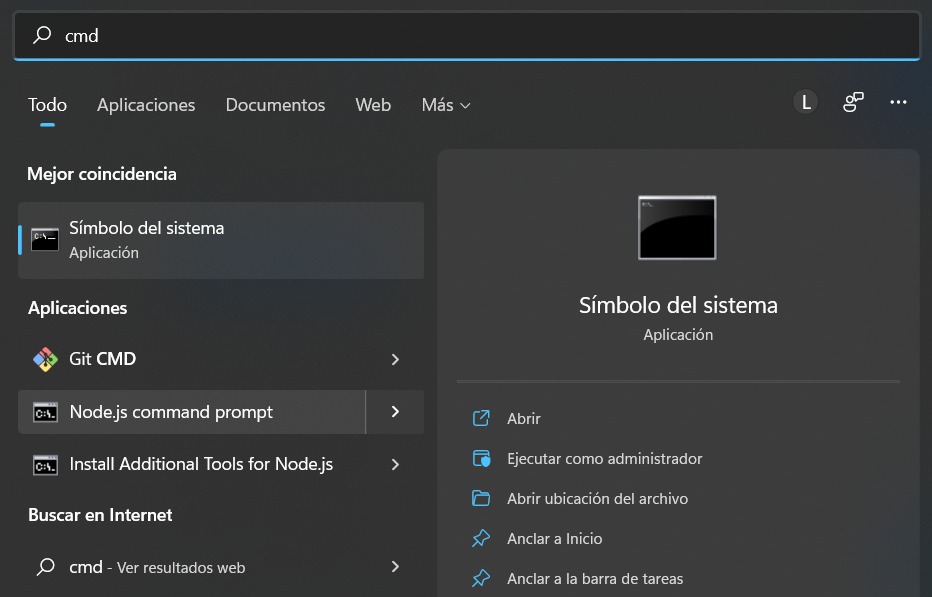 cmd
Todo Aplicaciones Documentos Web Más L
Mejor coincidencia
Símbolo del sistema
Aplicación
Aplicaciones
Git CMD
Node.js command prompt
Install Additional Tools for Node.js
Buscar en Internet
cmd - Ver resultados web
Símbolo del sistema
Aplicación
Abrir
Ejecutar como administrador
Abrir ubicación del archivo
Anclar a Inicio
Anclar a la barra de tareas